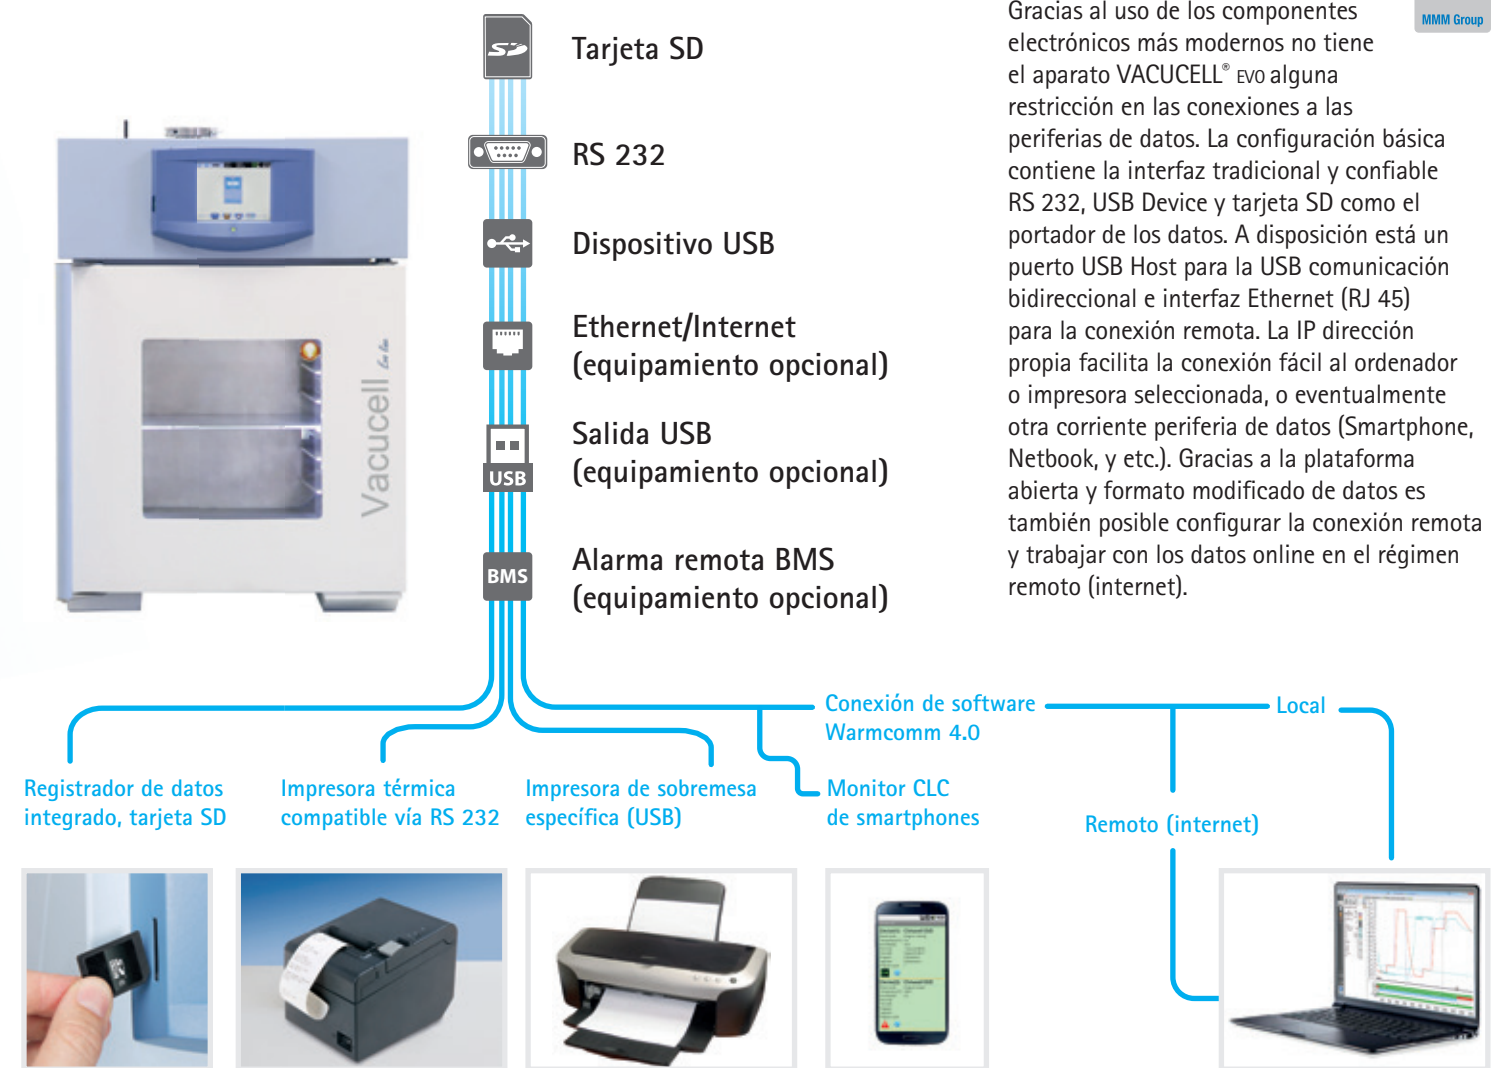 Tarjeta SD
RS 232
Dispositivo USB
Ethernet/Internet
(equipamiento opcional)
Salida USB
(equipamiento opcional)
USB
Alarma remota BMS
(equipamiento opcional)
BMS
Vacucell
Gracias al uso de los componentes
electrónicos más modernos no tiene
el aparato VACUCELL® EVO alguna
restricción en las conexiones a las
periferias de datos. La configuración básica
contiene la interfaz tradicional y confiable
RS 232, USB Device y tarjeta SD como el
portador de los datos. A disposición está un
puerto USB Host para la USB comunicación
bidireccional e interfaz Ethernet (RJ 45)
para la conexión remota. La IP dirección
propia facilita la conexión fácil al ordenador
o impresora seleccionada, o eventualmente
otra corriente periferia de datos (Smartphone,
Netbook, y etc.). Gracias a la plataforma
abierta y formato modificado de datos es
también posible configurar la conexión remota
y trabajar con los datos online en el régimen
remoto (internet).
MMM Group
Conexión de software
Warmcomm 4.0
Local
Registrador de datos
integrado, tarjeta SD
Impresora térmica
compatible vía RS 232
Impresora de sobremesa
específica (USB)
Monitor CLC
de smartphones
Remoto (internet)